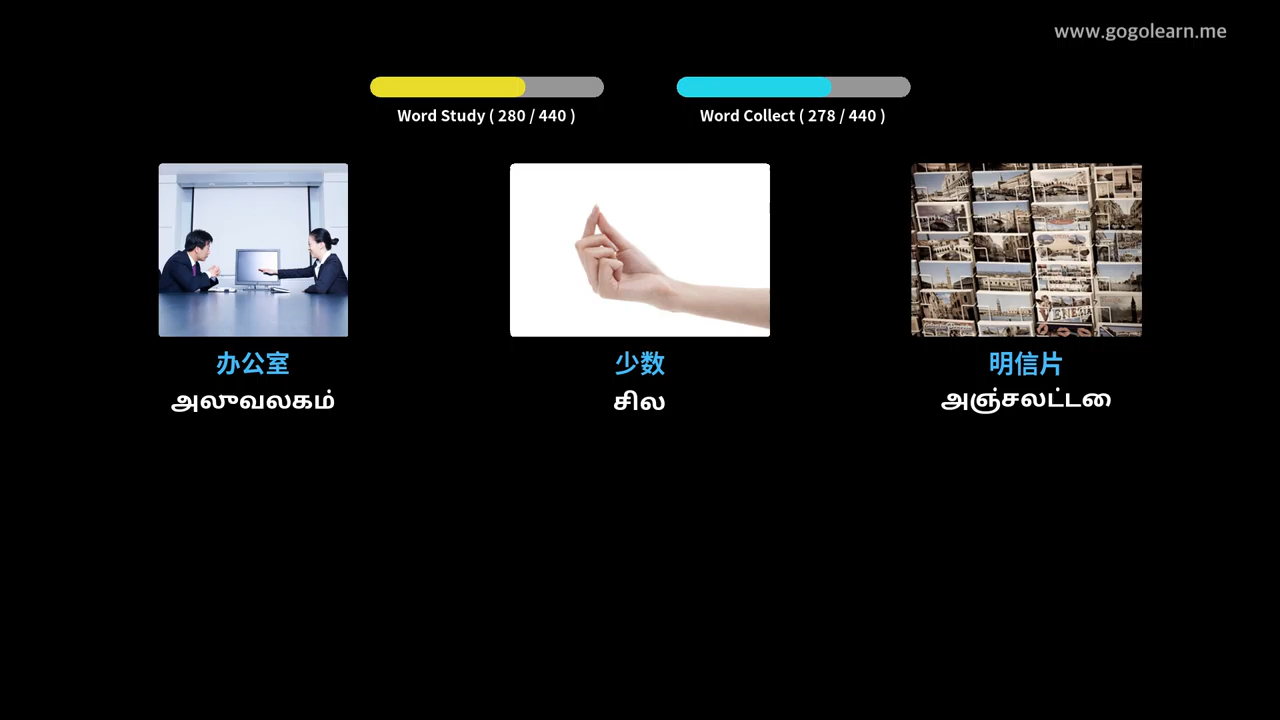 www.gogolearn.me
Word Study ( 280 / 440 )
Word Collect ( 278 / 440 )
VENEZIA
办公室
少数
明信片
அலுவலகம்
சில
அஞ்சலட்டை